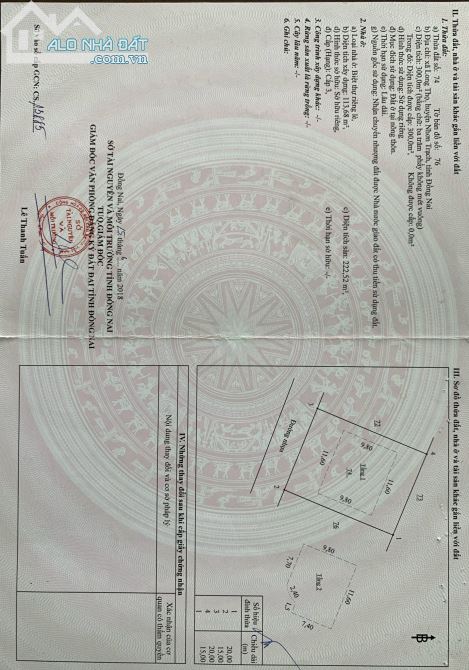 ALO NHÀ ĐẤT
.com.vn
II. Thửa đất, nhà ở và tài sản khác gắn liền với đất
1. Thửa đất:
a) Thửa đất số: 74 Tờ bản đồ số: 76
b) Địa chỉ: xã Long Thọ, huyện Nhơn Trạch, tỉnh Đồng Nai
c) Diện tích: 300,0m² (bằng chữ: ba trăm phẩy không mét vuông)
Trong đó: Diện tích được cấp: 300,0m² Không được cấp: 0,0m²
d) Hình thức sử dụng: Sử dụng riêng
đ) Mục đích sử dụng: Đất ở tại nông thôn.
e) Thời hạn sử dụng: Lâu dài.
g) Nguồn gốc sử dụng: Nhận chuyển nhượng đất được Nhà nước giao đất có thu tiền sử dụng đất.
2. Nhà ở:
a) Loại nhà ở: Biệt thự riêng lẻ,
b) Diện tích xây dựng: 113,68 m², c) Diện tích sàn: 222,52 m²,
d) Hình thức sở hữu: Sở hữu riêng,
đ) Cấp (Hạng): Cấp 3, e) Thời hạn sở hữu: -/-
3. Công trình xây dựng khác: -/-
4. Rừng sản xuất là rừng trồng: -/-
5. Cây lâu năm: -/-
6. Ghi chú:
Đồng Nai, Ngày 15 tháng 6 năm 2018
SỞ TÀI NGUYÊN VÀ MÔI TRƯỜNG TỈNH ĐỒNG NAI
TUQ.GIÁM ĐỐC
GIÁM ĐỐC VĂN PHÒNG ĐĂNG KÝ ĐẤT ĐAI TỈNH ĐỒNG NAI
SỞ
TÀI NGUYÊN
VÀ
MÔI TRƯỜNG
Lê Thanh Tuấn
Số vào sổ cấp GCN: CS
III. Sơ đồ thửa đất, nhà ở và tài sản khác gắn liền với đất
B
4
73
1
72
11,60
9,80
Tầng 1
74
9,80
11,60
76
3
2
Đường nhựa
11,60
9,80
Tầng 2
7,40
1,3
2,40
7,70
Số hiệu đỉnh thửa
Chiều dài (m)
1
20,00
2
15,00
3
20,00
4
15,00
1
IV. Những thay đổi sau khi cấp giấy chứng nhận
Nội dung thay đổi và cơ sở pháp lý
Xác nhận của cơ
quan có thẩm quyền